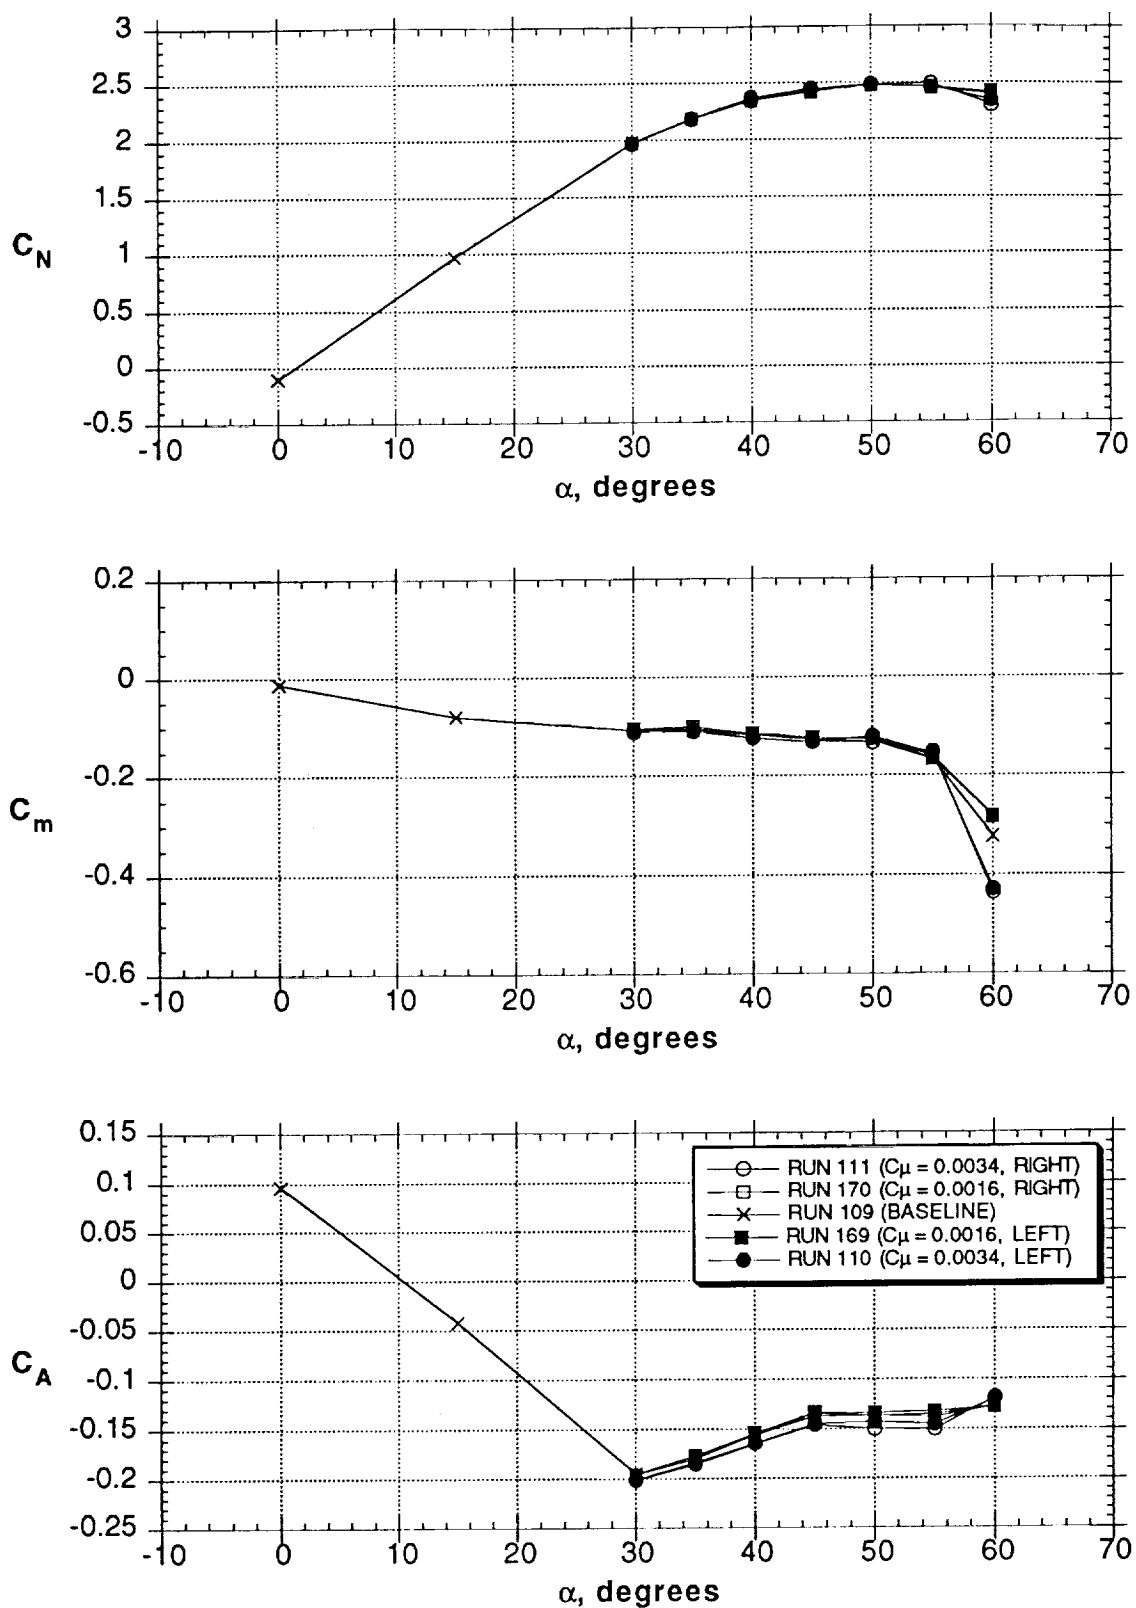 3
2.5
2
1.5
1
0.5
0
-0.5
C_N
-10 0 10 20 30 40 50 60 70
α, degrees
0.2
0
-0.2
-0.4
-0.6
C_m
-10 0 10 20 30 40 50 60 70
α, degrees
0.15
0.1
0.05
0
-0.05
-0.1
-0.15
-0.2
-0.25
C_A
RUN 111 (Cμ = 0.0034, RIGHT)
RUN 170 (Cμ = 0.0016, RIGHT)
RUN 109 (BASELINE)
RUN 169 (Cμ = 0.0016, LEFT)
RUN 110 (Cμ = 0.0034, LEFT)
-10 0 10 20 30 40 50 60 70
α, degrees